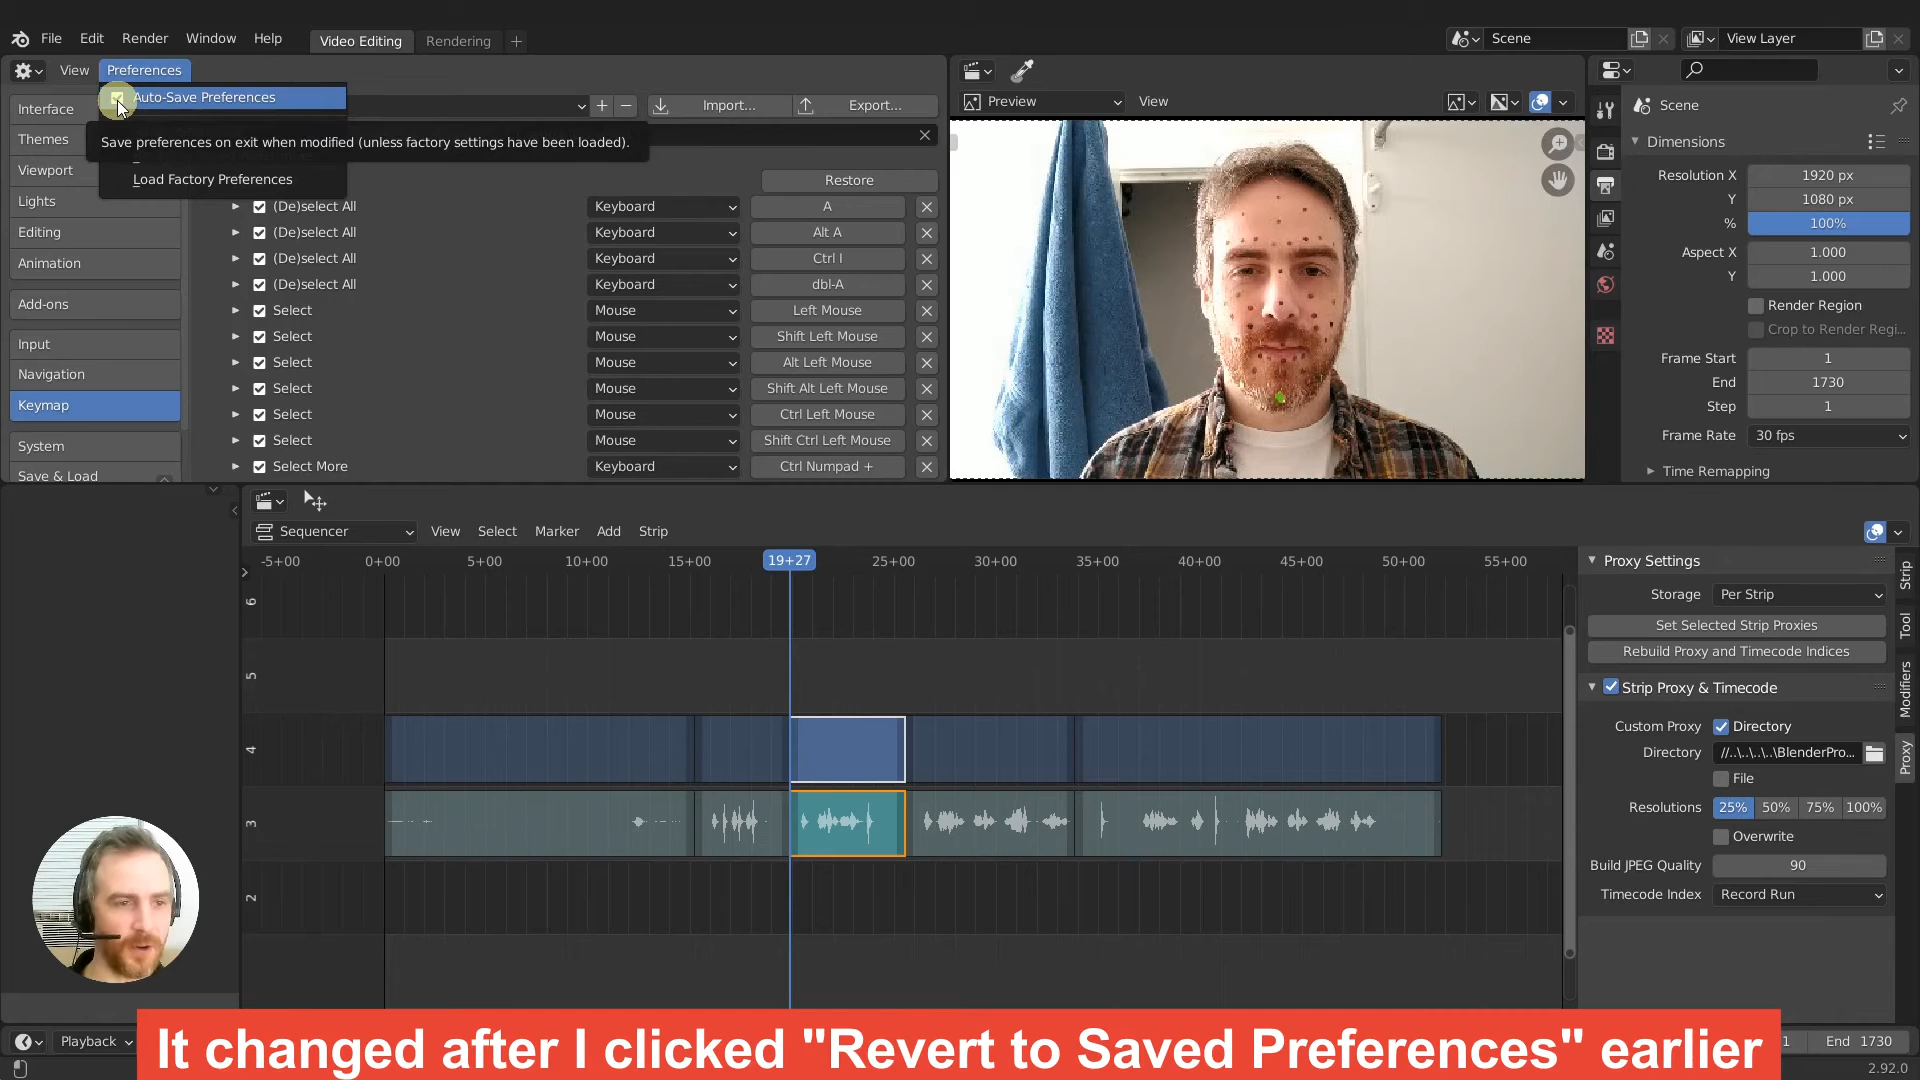 File Edit Render Window Help Video Editing Rendering Scene View Layer
View Preferences
Auto-Save Preferences
Save preferences on exit when modified (unless factory settings have been loaded).
Load Factory Preferences
Interface
Themes
Viewport
Lights
Editing
Animation
Add-ons
Input
Navigation
Keymap
System
Save & Load
Import... Export...
Restore
(De)select All Keyboard A
(De)select All Keyboard Alt A
(De)select All Keyboard Ctrl I
(De)select All Keyboard dbl-A
Select Mouse Left Mouse
Select Mouse Shift Left Mouse
Select Mouse Alt Left Mouse
Select Mouse Shift Alt Left Mouse
Select Mouse Ctrl Left Mouse
Select Mouse Shift Ctrl Left Mouse
Select More Keyboard Ctrl Numpad +
Preview View
Scene
Dimensions
Resolution X 1920 px
Y 1080 px
% 100%
Aspect X 1.000
Y 1.000
Render Region
Crop to Render Regi...
Frame Start 1
End 1730
Step 1
Frame Rate 30 fps
Time Remapping
Sequencer View Select Marker Add Strip
-5+00 0+00 5+00 10+00 15+00 19+27 25+00 30+00 35+00 40+00 45+00 50+00 55+00
6
5
4
3
2
Proxy Settings
Storage Per Strip
Set Selected Strip Proxies
Rebuild Proxy and Timecode Indices
Strip Proxy & Timecode
Custom Proxy Directory
Directory //..\..\..\..\BlenderPro...
File
Resolutions 25% 50% 75% 100%
Overwrite
Build JPEG Quality 90
Timecode Index Record Run
Strip
Tool
Modifiers
Proxy
Playback
It changed after I clicked "Revert to Saved Preferences" earlier
1 End 1730
2.92.0